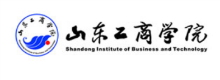 山东工商学院
Shandong Institute of Business and Technology